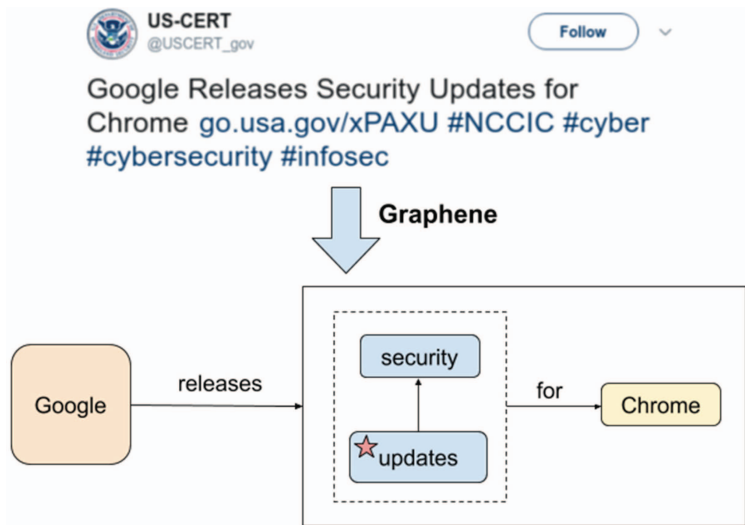 US-CERT
@USCERT_gov
Follow
Google Releases Security Updates for
Chrome go.usa.gov/xPAXU #NCCIC #cyber
#cybersecurity #infosec
Graphene
security
releases
for
Google
Chrome
updates